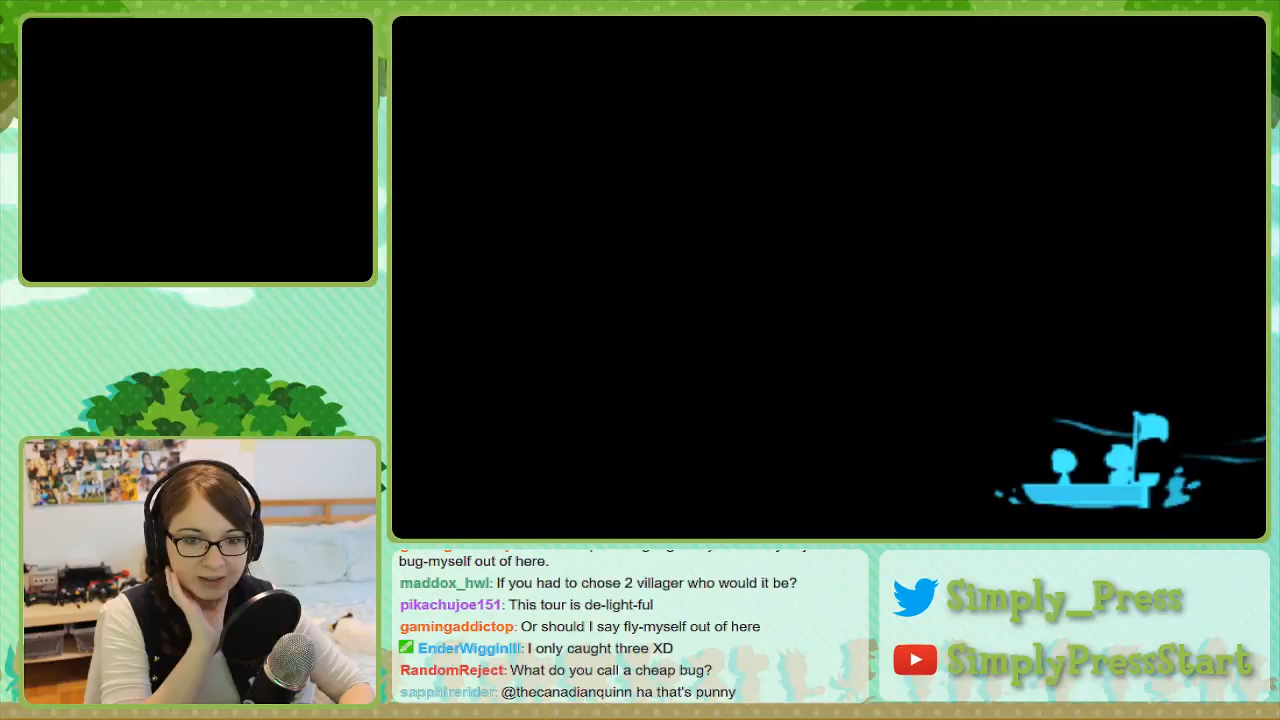 bug-myself out of here.
maddox_hwl: If you had to chose 2 villager who would it be?
pikachujoe151: This tour is de-light-ful
gamingaddictop: Or should I say fly-myself out of here
EnderWigginIII: I only caught three XD
RandomReject: What do you call a cheap bug?
sapphirerider: @thecanadianquinn ha that's punny
Simply_Press
SimplyPressStart